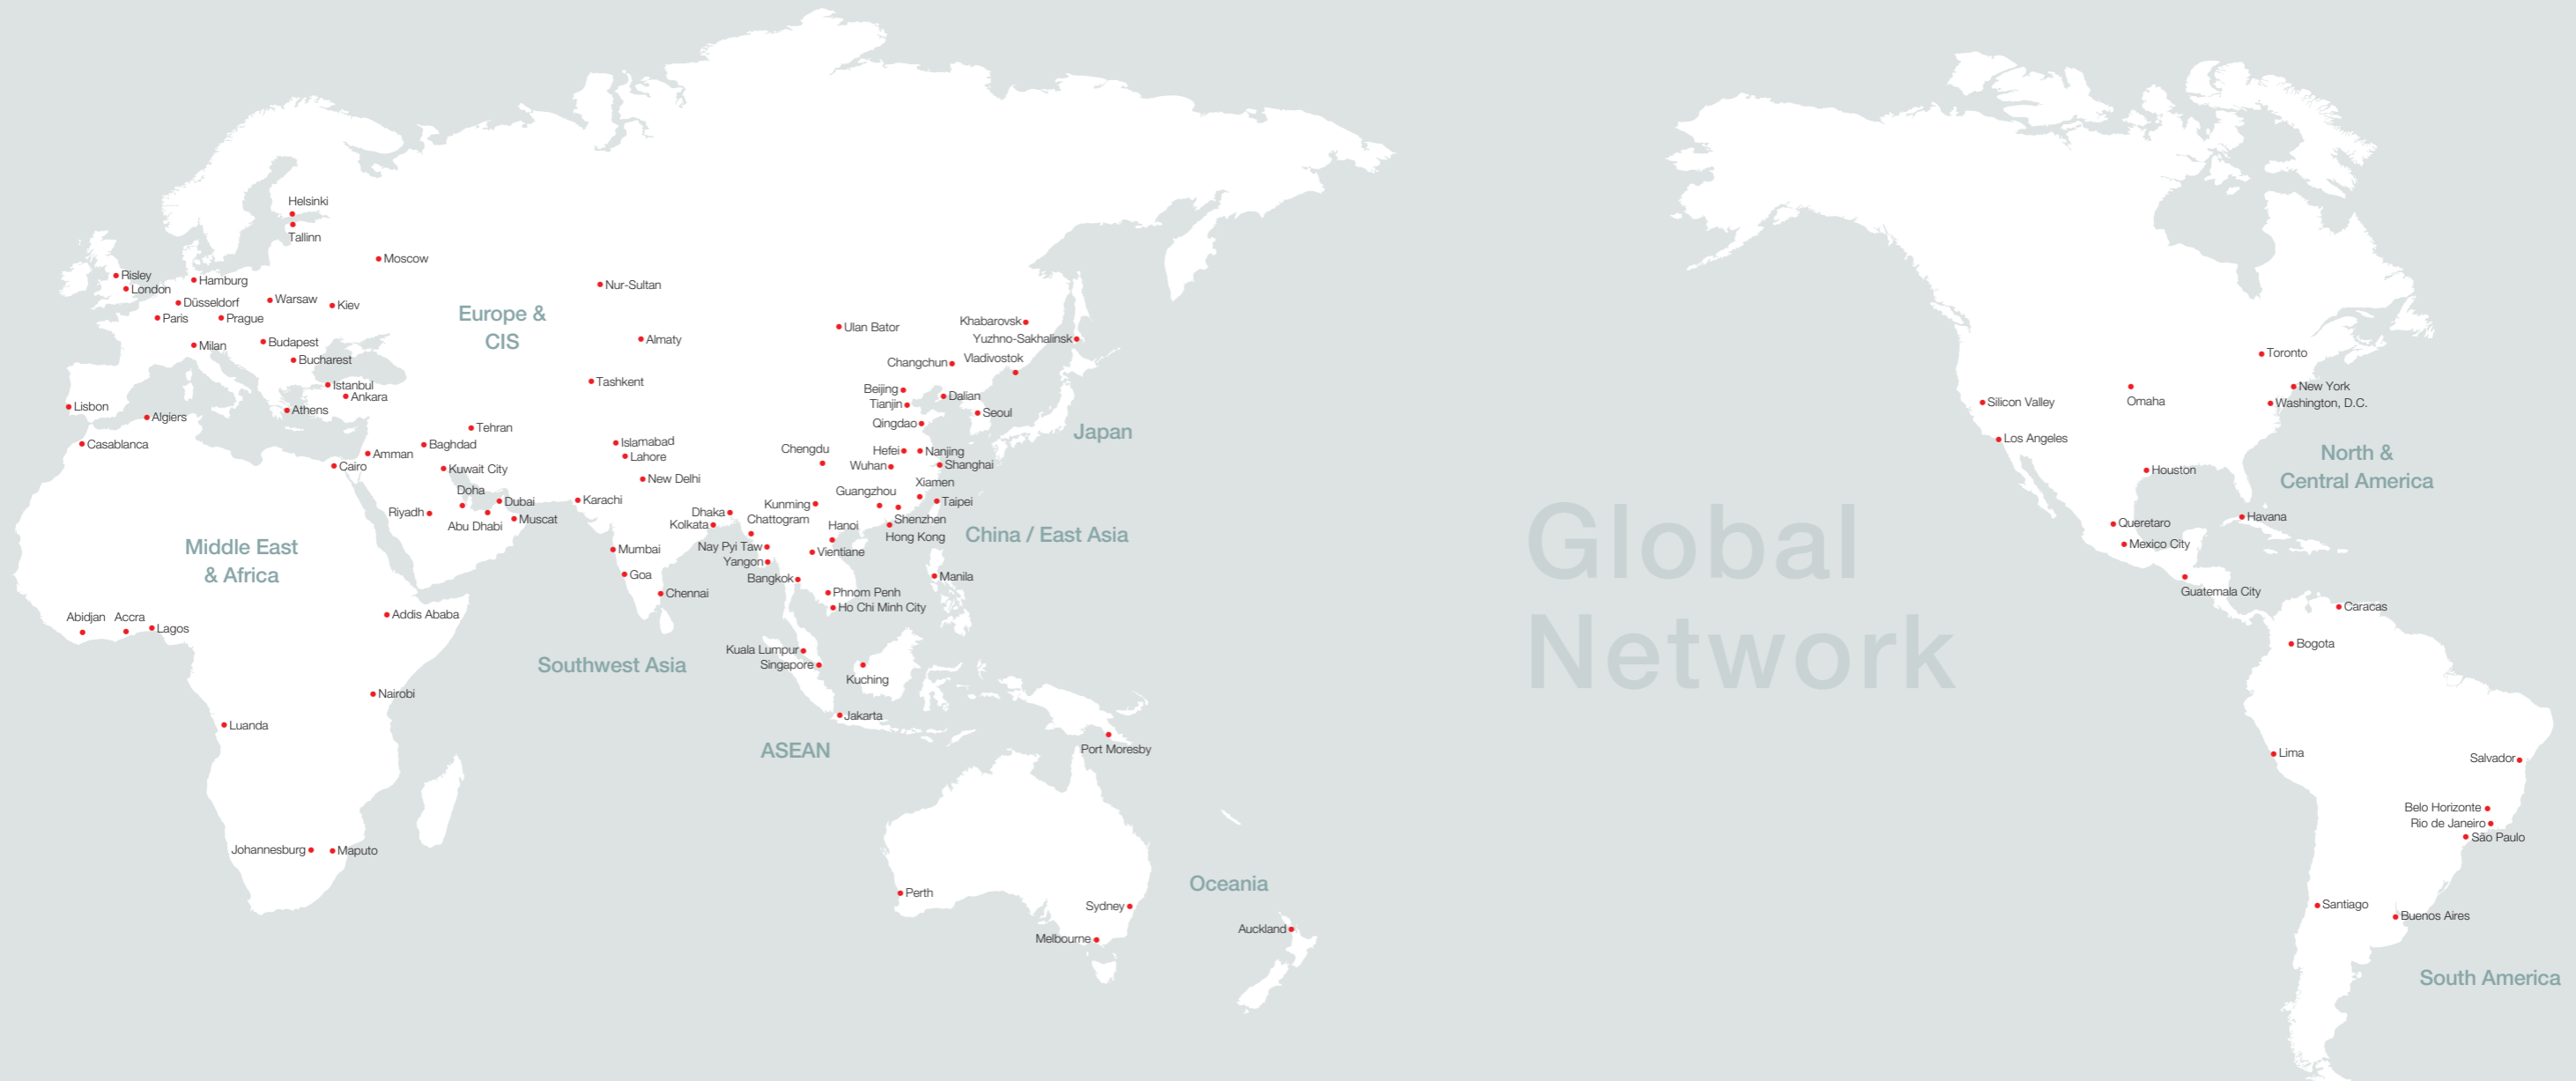 Helsinki
Tallinn
Moscow
Risley
London
Hamburg
Düsseldorf
Warsaw
Kiev
Paris
Prague
Milan
Budapest
Bucharest
Istanbul
Ankara
Athens
Lisbon
Algiers
Casablanca
Europe &
CIS
Nur-Sultan
Almaty
Tashkent
Ulan Bator
Khabarovsk
Yuzhno-Sakhalinsk
Vladivostok
Changchun
Beijing
Dalian
Tianjin
Seoul
Qingdao
Japan
Tehran
Baghdad
Amman
Cairo
Kuwait City
Doha
Dubai
Riyadh
Abu Dhabi
Muscat
Islamabad
Lahore
New Delhi
Karachi
Chengdu
Hefei
Nanjing
Wuhan
Shanghai
Xiamen
Guangzhou
Taipei
Kunming
Shenzhen
Hong Kong
Dhaka
Kolkata
Chattogram
Hanoi
China / East Asia
Mumbai
Nay Pyi Taw
Vientiane
Yangon
Goa
Bangkok
Manila
Chennai
Phnom Penh
Ho Chi Minh City
Middle East
& Africa
Abidjan
Accra
Lagos
Addis Ababa
Nairobi
Luanda
Johannesburg
Maputo
Southwest Asia
Kuala Lumpur
Singapore
Kuching
Jakarta
ASEAN
Port Moresby
Perth
Sydney
Melbourne
Oceania
Auckland
Global
Network
Toronto
New York
Washington, D.C.
Omaha
Silicon Valley
Los Angeles
Houston
North &
Central America
Havana
Queretaro
Mexico City
Guatemala City
Caracas
Bogota
Lima
Salvador
Belo Horizonte
Rio de Janeiro
São Paulo
Santiago
Buenos Aires
South America